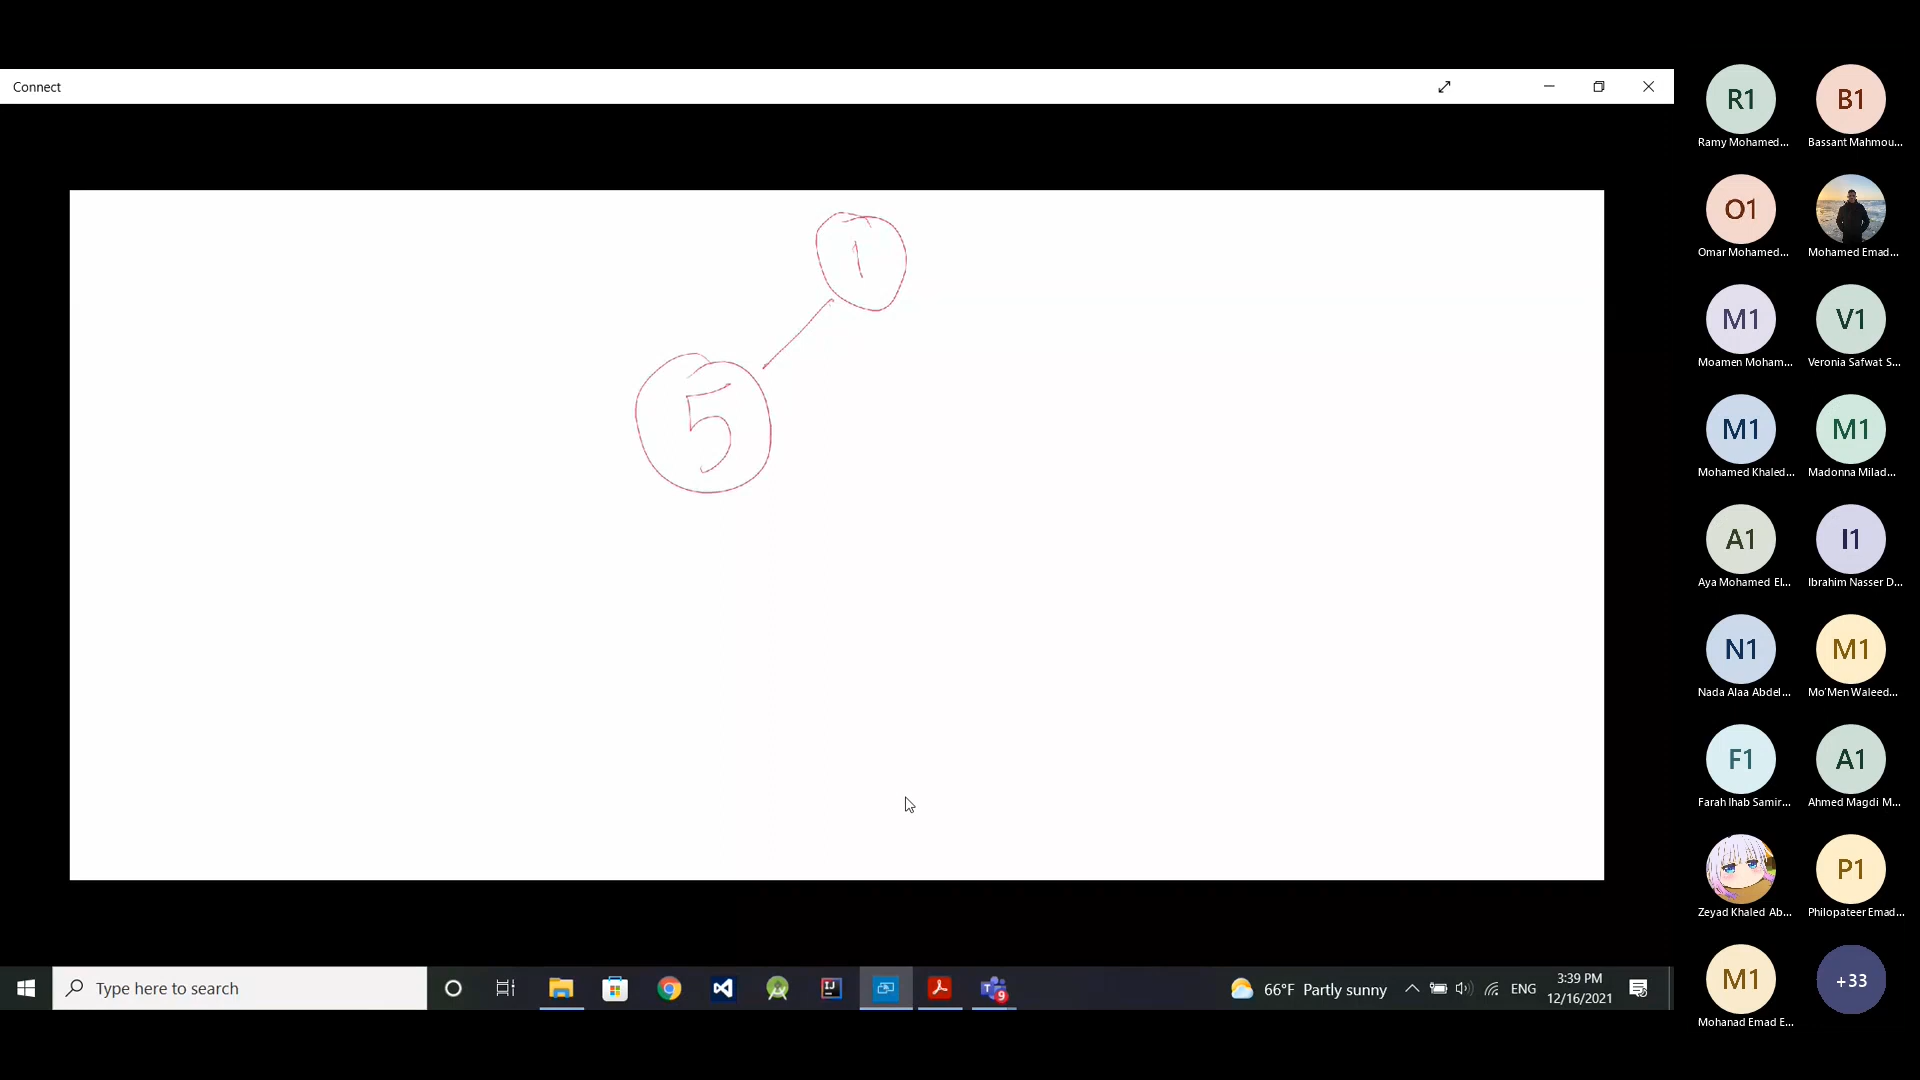 Connect
1
5
R1
B1
Ramy Mohamed...
Bassant Mahmou...
O1
Omar Mohamed...
Mohamed Emad...
M1
V1
Moamen Moham...
Veronia Safwat S...
M1
M1
Mohamed Khaled...
Madonna Milad...
A1
I1
Aya Mohamed El...
Ibrahim Nasser D...
N1
M1
Nada Alaa Abdel...
Mo'Men Waleed...
F1
A1
Farah Ihab Samir...
Ahmed Magdi M...
P1
Zeyad Khaled Ab...
Philopateer Emad...
M1
+33
Mohanad Emad E...
Type here to search
9
66°F Partly sunny
ENG
3:39 PM
12/16/2021